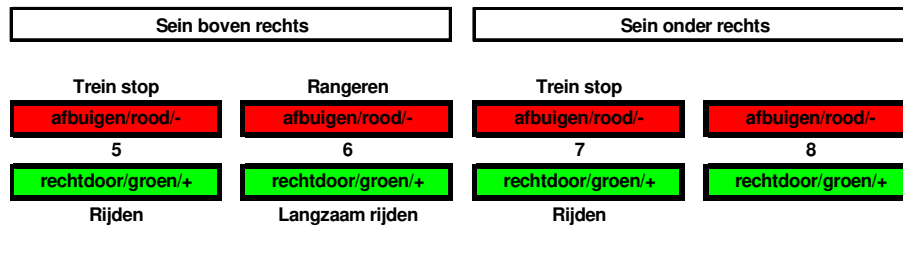 Sein boven rechts Sein onder rechts
Trein stop Rangeren Trein stop
afbuigen/rood/- afbuigen/rood/- afbuigen/rood/- afbuigen/rood/-
5 6 7 8
rechtdoor/groen/+ rechtdoor/groen/+ rechtdoor/groen/+ rechtdoor/groen/+
Rijden Langzaam rijden Rijden